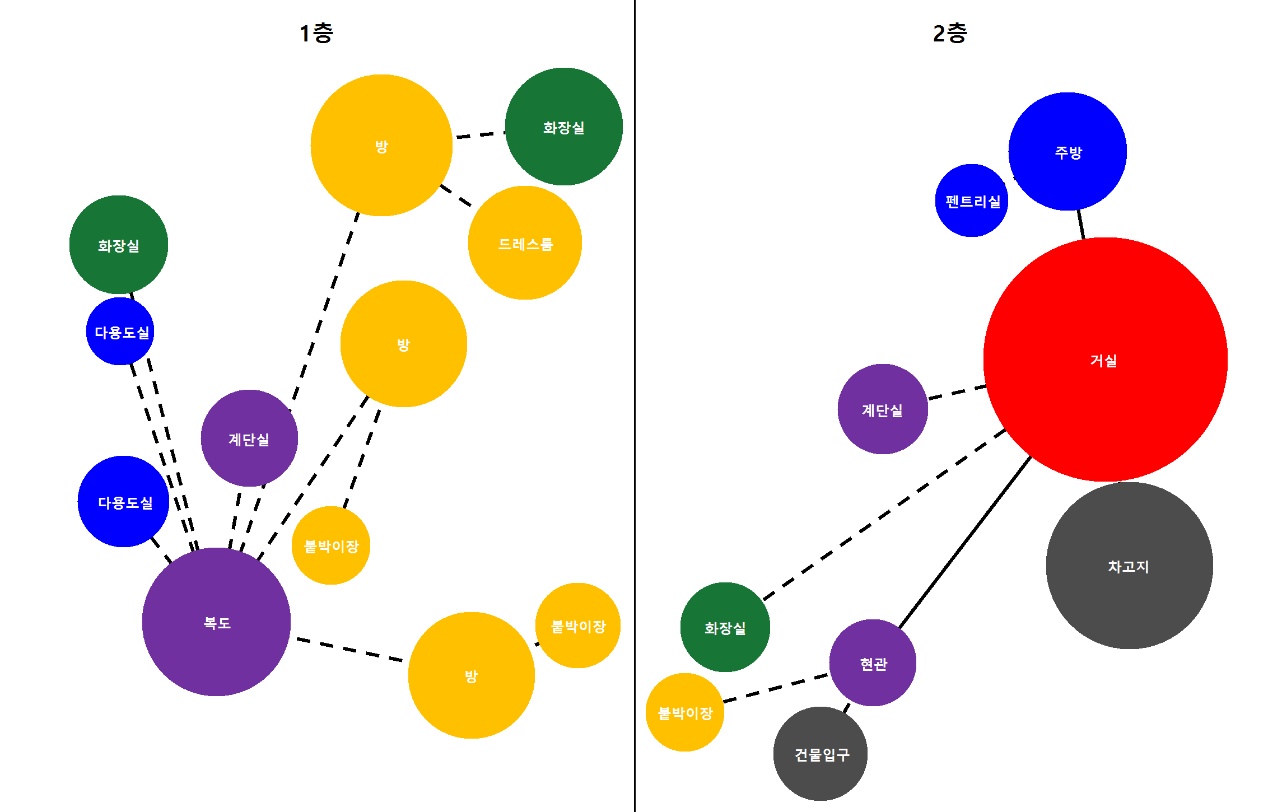 1층
방
화장실
화장실
드레스룸
다용도실
방
계단실
다용도실
붙박이장
복도
방
붙박이장
2층
주방
펜트리실
거실
계단실
차고지
화장실
현관
붙박이장
건물입구